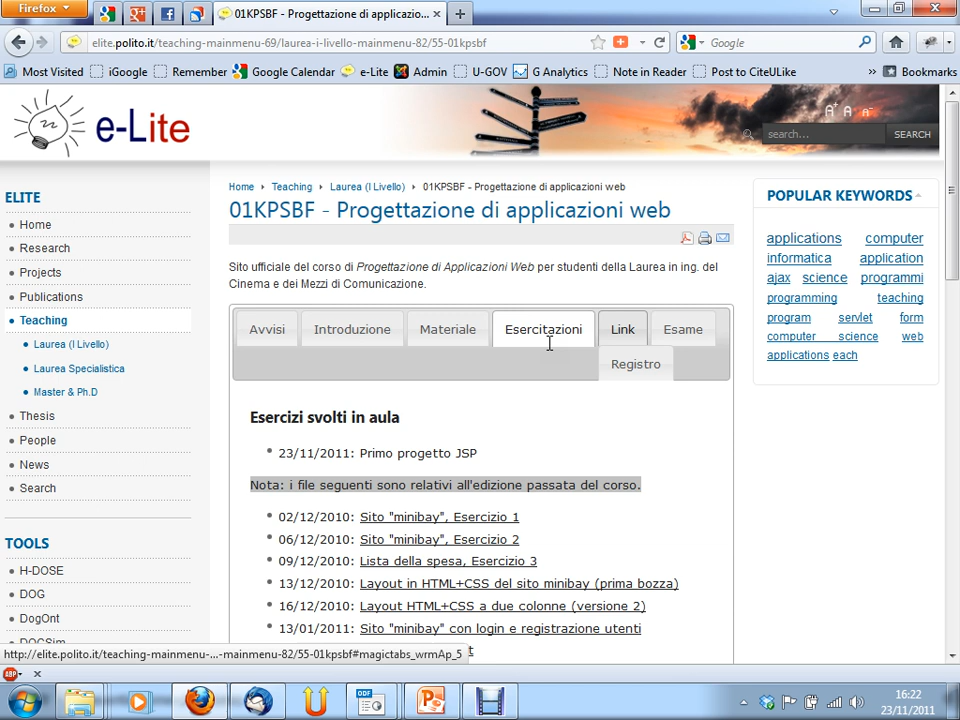 Firefox
01KPSBF - Progettazione di applicazio...
elite.polito.it/teaching-mainmenu-69/laurea-i-livello-mainmenu-82/55-01kpsbf
Google
Most Visited iGoogle Remember Google Calendar e-Lite Admin U-GOV G Analytics Note in Reader Post to CiteULike » Bookmarks
e-Lite
A+ A A-
search... SEARCH
ELITE
Home
Research
Projects
Publications
Teaching
Laurea (I Livello)
Laurea Specialistica
Master & Ph.D
Thesis
People
News
Search
TOOLS
H-DOSE
DOG
DogOnt
DOGSim
Home Teaching Laurea (I Livello) 01KPSBF - Progettazione di applicazioni web
01KPSBF - Progettazione di applicazioni web
Sito ufficiale del corso di Progettazione di Applicazioni Web per studenti della Laurea in ing. del
Cinema e dei Mezzi di Comunicazione.
Avvisi Introduzione Materiale Esercitazioni Link Esame
Registro
Esercizi svolti in aula
23/11/2011: Primo progetto JSP
Nota: i file seguenti sono relativi all'edizione passata del corso.
02/12/2010: Sito "minibay", Esercizio 1
06/12/2010: Sito "minibay", Esercizio 2
09/12/2010: Lista della spesa, Esercizio 3
13/12/2010: Layout in HTML+CSS del sito minibay (prima bozza)
16/12/2010: Layout HTML+CSS a due colonne (versione 2)
13/01/2011: Sito "minibay" con login e registrazione utenti
POPULAR KEYWORDS
applications computer
informatica application
ajax science programmi
programming teaching
program servlet form
computer science web
applications each
http://elite.polito.it/teaching-mainmenu-...-mainmenu-82/55-01kpsbf#magictabs_wrmAp_5
ABP
ODF
16:22
23/11/2011